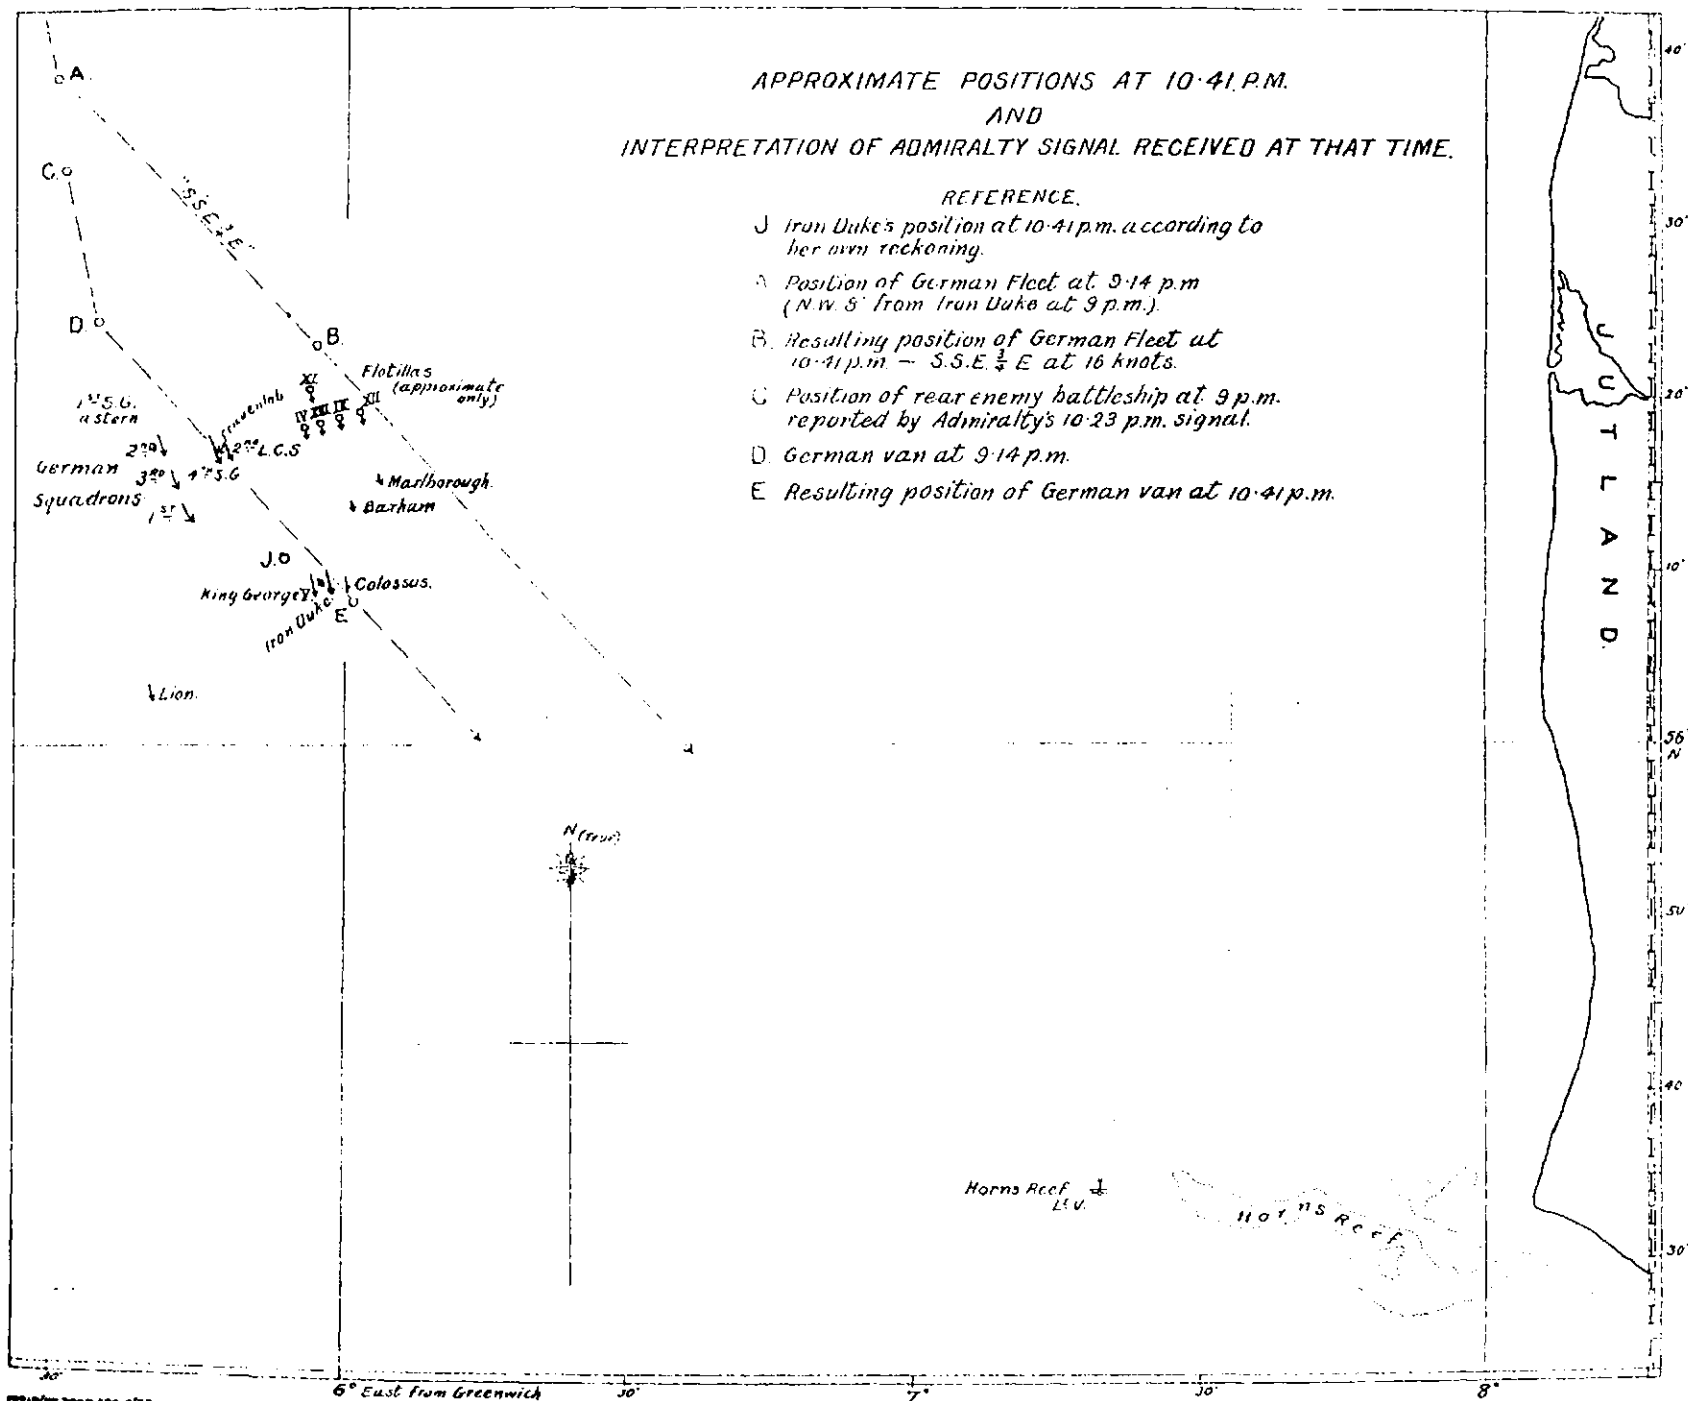 APPROXIMATE POSITIONS AT 10·41. P.M.
AND
INTERPRETATION OF ADMIRALTY SIGNAL RECEIVED AT THAT TIME.
REFERENCE.
J Iron Duke's position at 10·41 p.m. according to
her own reckoning.
A Position of German Fleet at 9·14 p.m
(N.W. 8' from Iron Duke at 9 p.m.).
B. Resulting position of German Fleet at
10·41 p.m. — S.S.E. ¾ E at 16 knots.
C Position of rear enemy battleship at 9 p.m.
reported by Admiralty's 10·23 p.m. signal.
D. German van at 9·14 p.m.
E Resulting position of German van at 10·41 p.m.
A.
C.
"S.S.E. ¾ E"
D.
B.
Flotillas
(approximate
only)
XI
IV XIII IX XII
1st S.G.
astern
2nd L.C.S
4th S.G
2nd
German
3rd
Squadrons
1st
Marlborough.
Barham
J.
King George V.
Iron Duke.
Colossus.
E
Lion.
N (True)
Horns Reef
Lt. V.
Horns Reef
JUTLAND.
40'
30'
20'
10'
56°
N
50'
40'
30'
30'
6° East from Greenwich
30'
7°
30'
8°